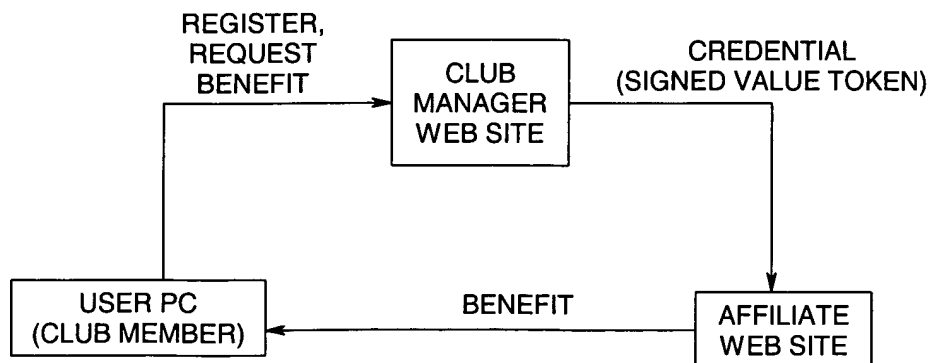 REGISTER,
REQUEST
BENEFIT
CLUB
MANAGER
WEB SITE
CREDENTIAL
(SIGNED VALUE TOKEN)
USER PC
(CLUB MEMBER)
BENEFIT
AFFILIATE
WEB SITE